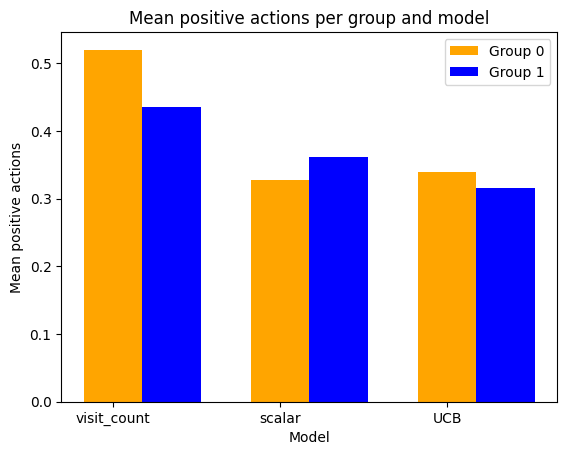 Mean positive actions per group and model
Group 0
Group 1
Mean positive actions
0.5
0.4
0.3
0.2
0.1
0.0
visit_count scalar UCB
Model